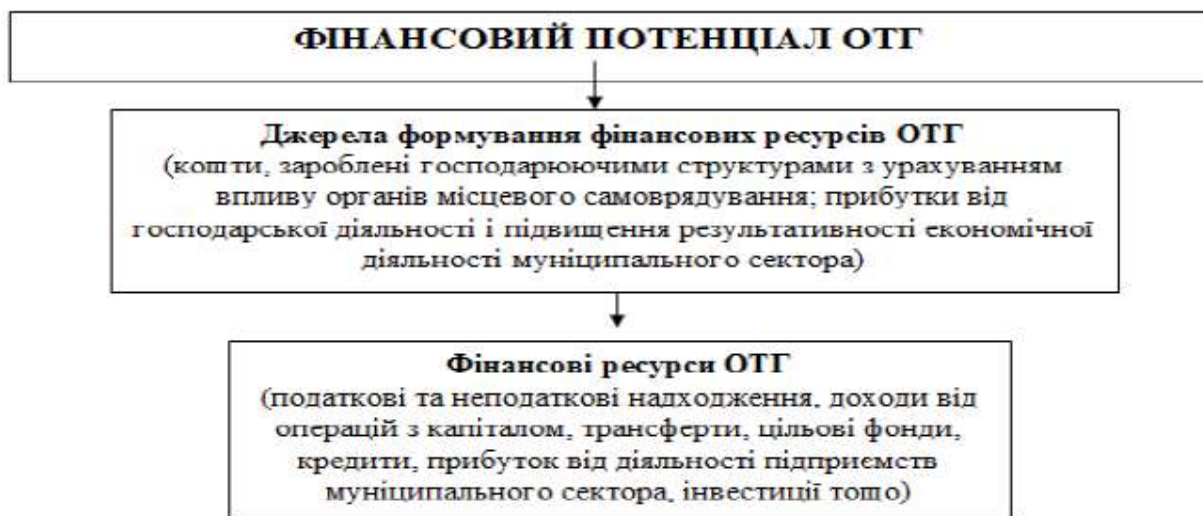 ФІНАНСОВИЙ ПОТЕНЦІАЛ ОТГ
Джерела формування фінансових ресурсів ОТГ
(кошти, зароблені господарюючими структурами з урахуванням
впливу органів місцевого самоврядування; прибутки від
господарської діяльності і підвищення результативності економічної
діяльності муніципального сектора)
Фінансові ресурси ОТГ
(податкові та неподаткові надходження, доходи від
операцій з капіталом, трансферти, цільові фонди,
кредити, прибуток від діяльності підприємств
муніципального сектора, інвестиції тощо)